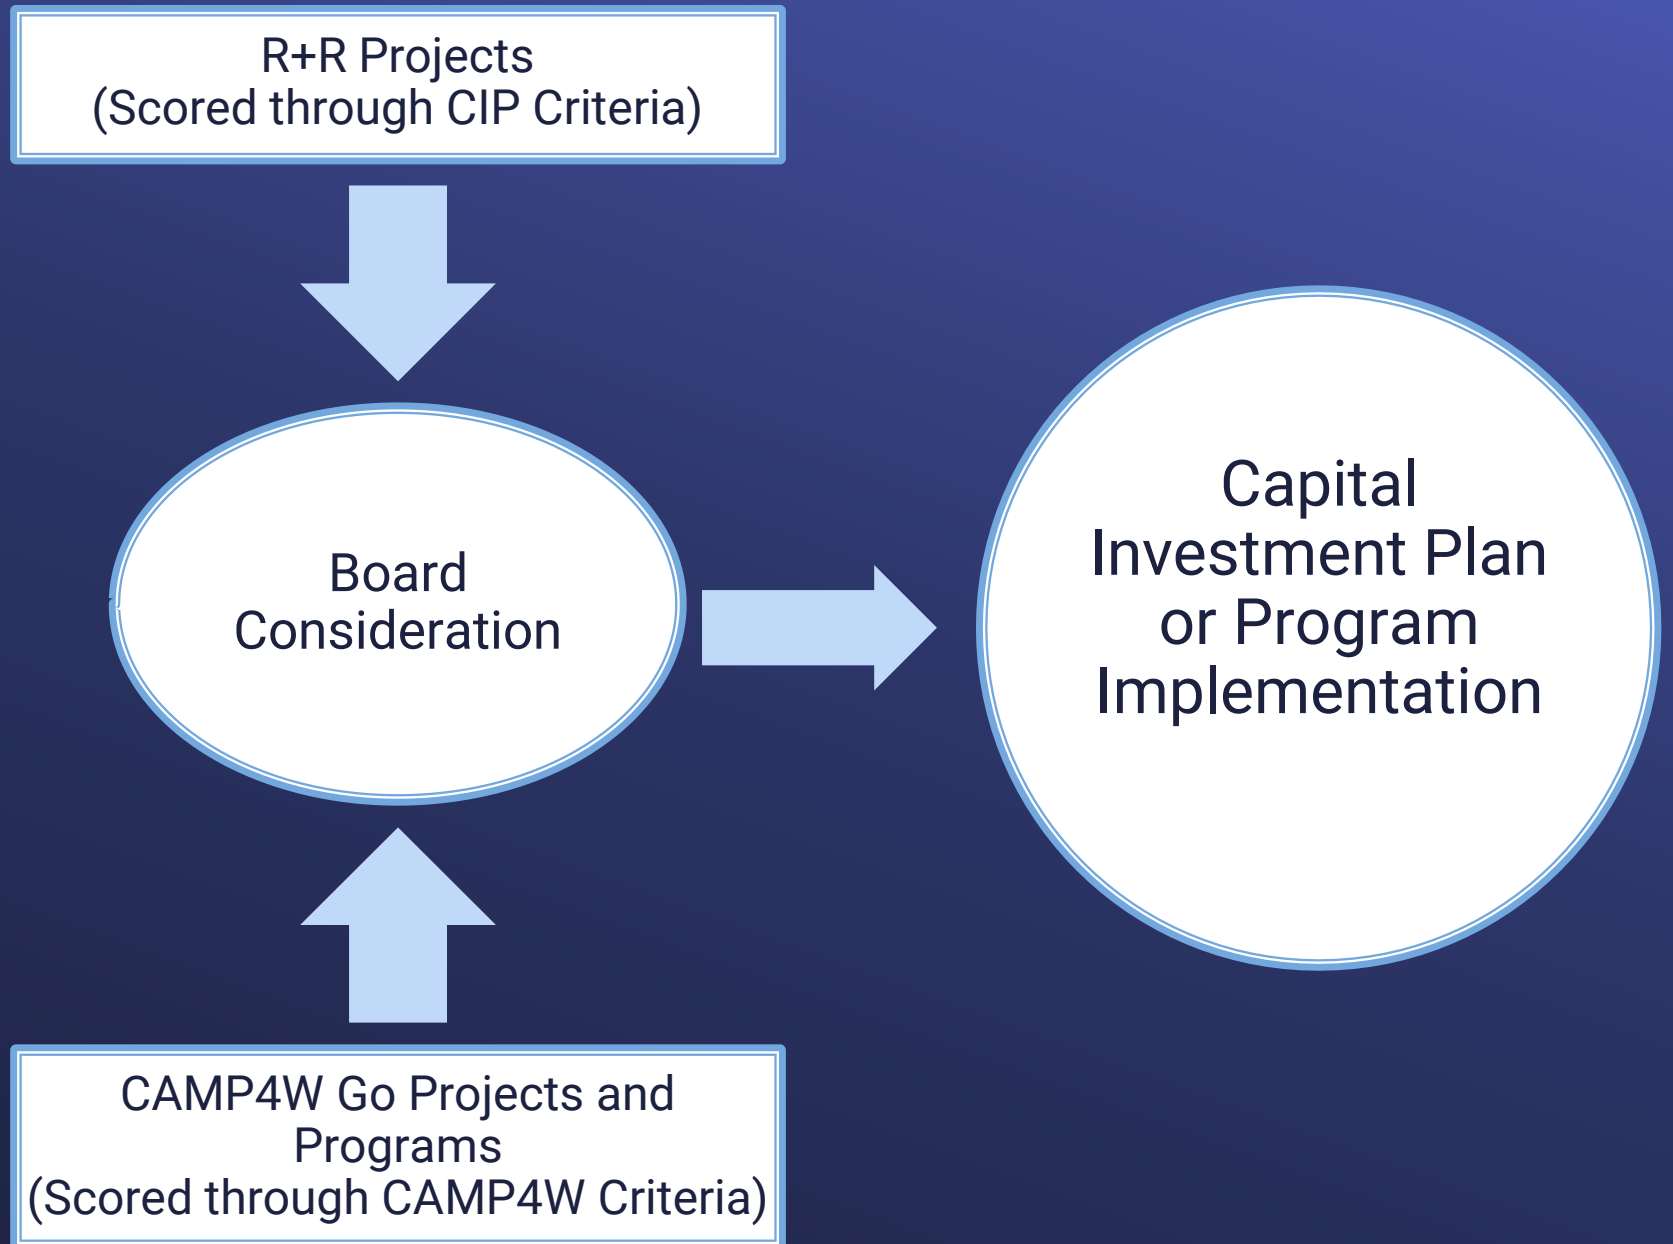 R+R Projects
(Scored through CIP Criteria)
Board
Consideration
Capital
Investment Plan
or Program
Implementation
CAMP4W Go Projects and
Programs
(Scored through CAMP4W Criteria)